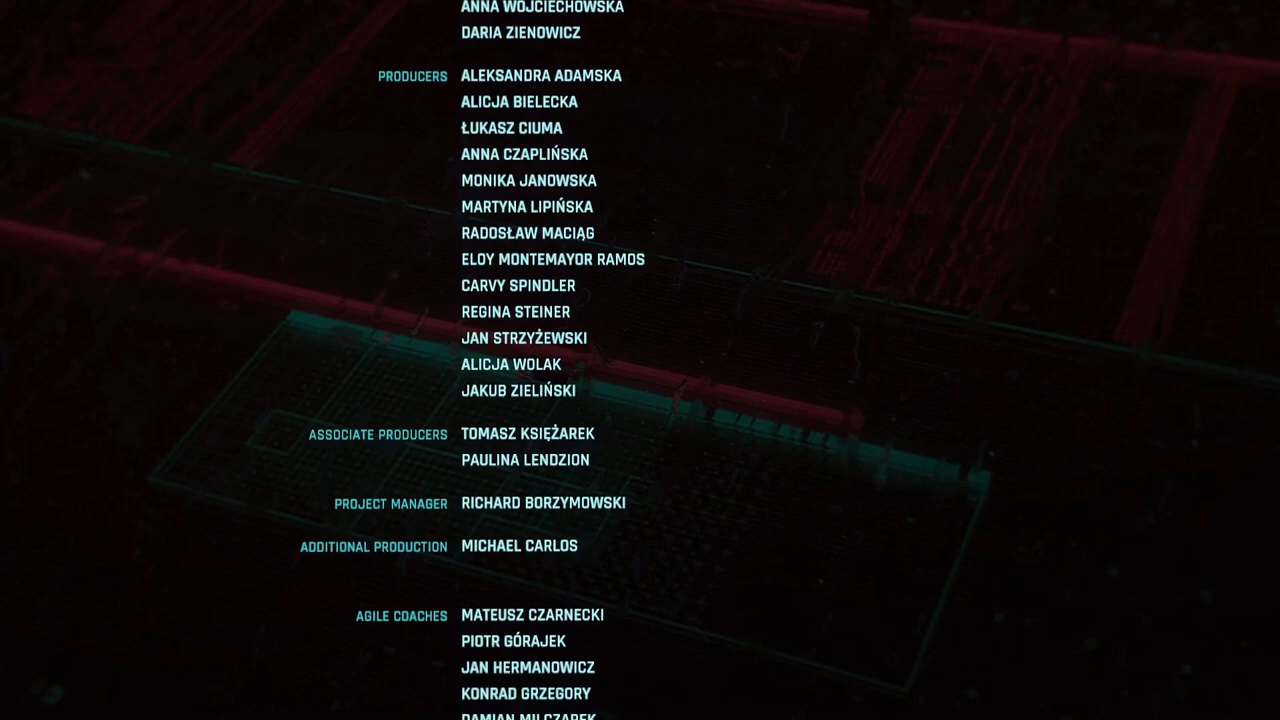 ANNA WOJCIECHOWSKA
DARIA ZIENOWICZ
PRODUCERS ALEKSANDRA ADAMSKA
ALICJA BIELECKA
ŁUKASZ CIUMA
ANNA CZAPLIŃSKA
MONIKA JANOWSKA
MARTYNA LIPIŃSKA
RADOSŁAW MACIĄG
ELOY MONTEMAYOR RAMOS
CARVY SPINDLER
REGINA STEINER
JAN STRZYŻEWSKI
ALICJA WOLAK
JAKUB ZIELIŃSKI
ASSOCIATE PRODUCERS TOMASZ KSIĘŻAREK
PAULINA LENDZION
PROJECT MANAGER RICHARD BORZYMOWSKI
ADDITIONAL PRODUCTION MICHAEL CARLOS
AGILE COACHES MATEUSZ CZARNECKI
PIOTR GÓRAJEK
JAN HERMANOWICZ
KONRAD GRZEGORY
DAMIAN MILCZAREK